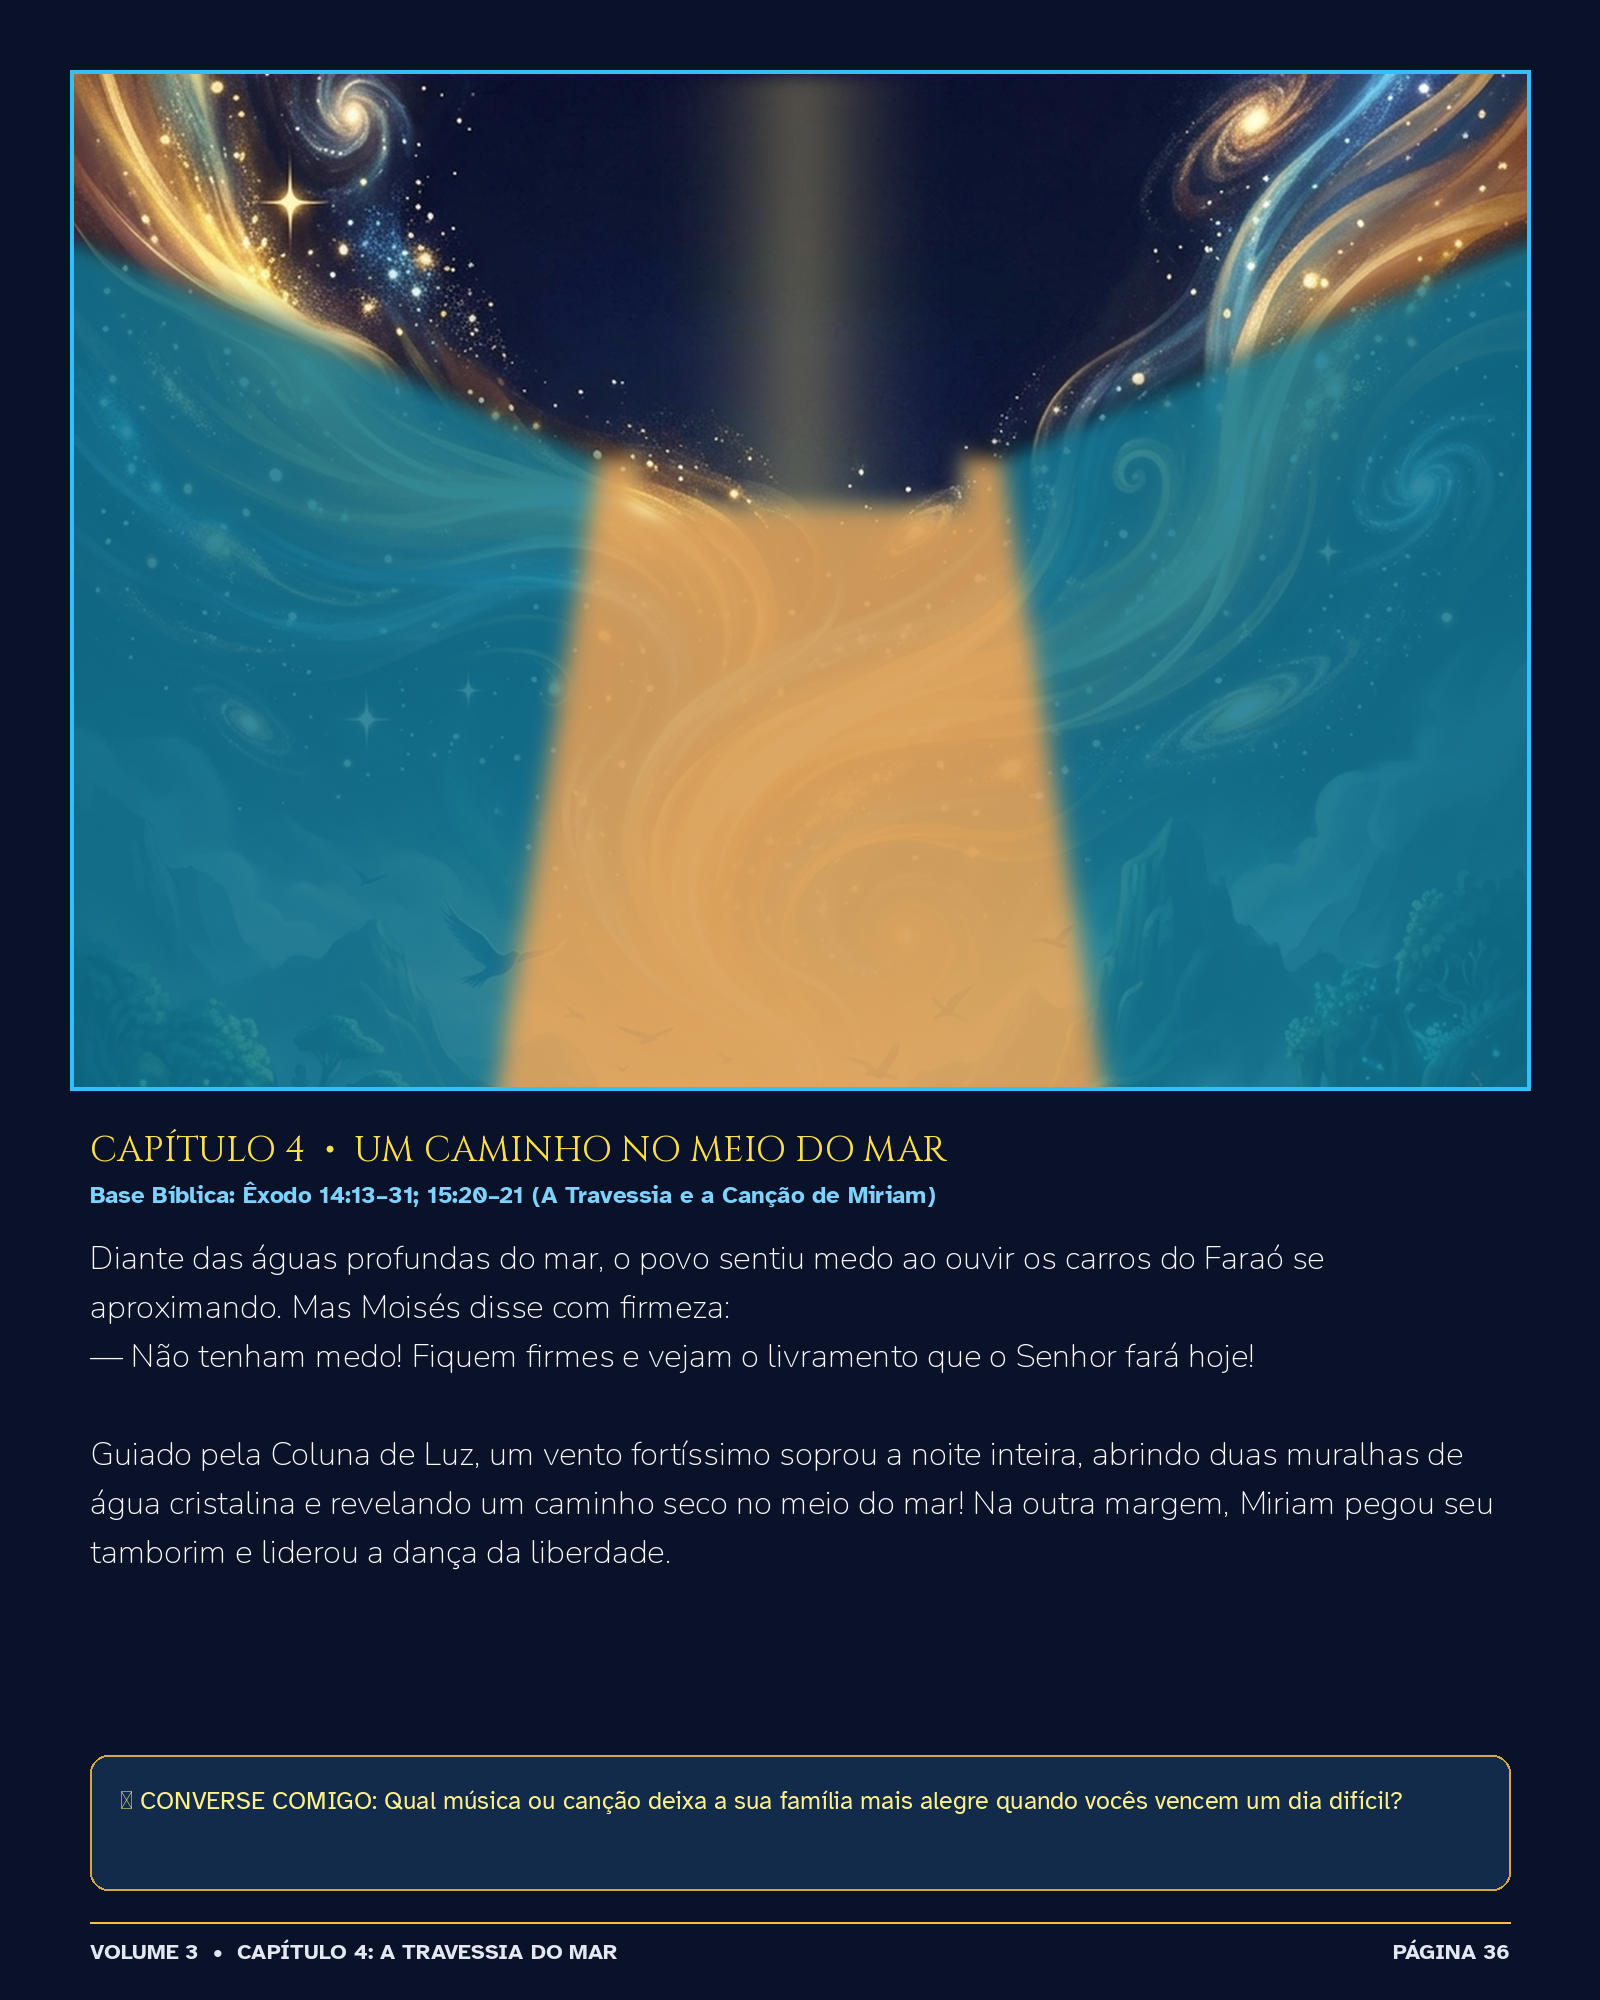 CAPÍTULO 4 • UM CAMINHO NO MEIO DO MAR
Base Bíblica: Êxodo 14:13–31; 15:20–21 (A Travessia e a Canção de Miriam)
Diante das águas profundas do mar, o povo sentiu medo ao ouvir os carros do Faraó se
aproximando. Mas Moisés disse com firmeza:
— Não tenham medo! Fiquem firmes e vejam o livramento que o Senhor fará hoje!
Guiado pela Coluna de Luz, um vento fortíssimo soprou a noite inteira, abrindo duas muralhas de
água cristalina e revelando um caminho seco no meio do mar! Na outra margem, Miriam pegou seu
tamborim e liderou a dança da liberdade.
CONVERSE COMIGO: Qual música ou canção deixa a sua família mais alegre quando vocês vencem um dia difícil?
VOLUME 3 • CAPÍTULO 4: A TRAVESSIA DO MAR
PÁGINA 36